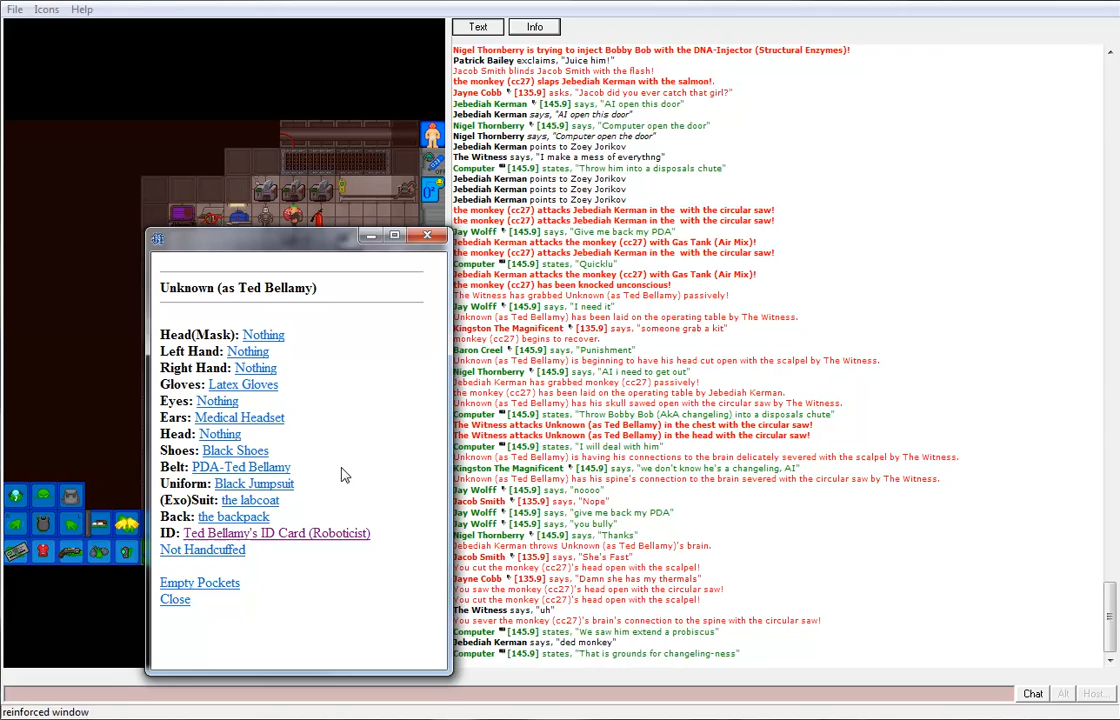 File Icons Help
Text Info
Nigel Thornberry is trying to inject Bobby Bob with the DNA-Injector (Structural Enzymes)!
Patrick Bailey exclaims, "Juice him!"
Jacob Smith blinds Jacob Smith with the flash!
the monkey (cc27) slaps Jebediah Kerman with the salmon!.
Jayne Cobb [135.9] asks, "Jacob did you ever catch that girl?"
Jebediah Kerman [145.9] says, "AI open this door"
Jebediah Kerman says, "AI open this door"
Nigel Thornberry [145.9] says, "Computer open the door"
Nigel Thornberry says, "Computer open the door"
Jebediah Kerman points to Zoey Jorikov
The Witness says, "I make a mess of everythng"
Computer [145.9] states, "Throw him into a disposals chute"
Jebediah Kerman points to Zoey Jorikov
Jebediah Kerman points to Zoey Jorikov
Jebediah Kerman points to Zoey Jorikov
the monkey (cc27) attacks Jebediah Kerman in the with the circular saw!
the monkey (cc27) attacks Jebediah Kerman in the with the circular saw!
Jay Wolff [145.9] says, "Give me back my PDA"
Jebediah Kerman attacks the monkey (cc27) with Gas Tank (Air Mix)!
the monkey (cc27) attacks Jebediah Kerman in the with the circular saw!
Computer [145.9] states, "Quicklu"
Jebediah Kerman attacks the monkey (cc27) with Gas Tank (Air Mix)!
the monkey (cc27) has been knocked unconscious!
The Witness has grabbed Unknown (as Ted Bellamy) passively!
Jay Wolff [145.9] says, "I need it"
Unknown (as Ted Bellamy) has been laid on the operating table by The Witness.
Kingston The Magnificent [135.9] says, "someone grab a kit"
monkey (cc27) begins to recover.
Baron Creel [145.9] says, "Punishment"
Unknown (as Ted Bellamy) is beginning to have his head cut open with the scalpel by The Witness.
Nigel Thornberry [145.9] says, "AI i need to get out"
Jebediah Kerman has grabbed monkey (cc27) passively!
the monkey (cc27) has been laid on the operating table by Jebediah Kerman.
Unknown (as Ted Bellamy) has his skull sawed open with the circular saw by The Witness.
Computer [145.9] states, "Throw Bobby Bob (AkA changeling) into a disposals chute"
The Witness attacks Unknown (as Ted Bellamy) in the chest with the circular saw!
The Witness attacks Unknown (as Ted Bellamy) in the head with the circular saw!
Computer [145.9] states, "I will deal with him"
Unknown (as Ted Bellamy) is having his connections to the brain delicately severed with the scalpel by The Witness.
Kingston The Magnificent [145.9] says, "we don't know he's a changeling, AI"
Unknown (as Ted Bellamy) has his spine's connection to the brain severed with the circular saw by The Witness.
Jay Wolff [145.9] says, "noooo"
Jacob Smith [145.9] says, "Nope"
Jay Wolff [145.9] says, "give me back my PDA"
Jay Wolff [145.9] says, "you bully"
Nigel Thornberry [135.9] says, "Thanks"
Jebediah Kerman throws Unknown (as Ted Bellamy)'s brain.
Jacob Smith [135.9] says, "She's Fast"
You cut the monkey (cc27)'s head open with the scalpel!
Jayne Cobb [135.9] says, "Damn she has my thermals"
You saw the monkey (cc27)'s head open with the circular saw!
You cut the monkey (cc27)'s head open with the scalpel!
The Witness says, "uh"
You sever the monkey (cc27)'s brain's connection to the spine with the circular saw!
Computer [145.9] states, "We saw him extend a probiscus"
Jebediah Kerman says, "ded monkey"
Computer [145.9] states, "That is grounds for changeling-ness"
Unknown (as Ted Bellamy)
Head(Mask): Nothing
Left Hand: Nothing
Right Hand: Nothing
Gloves: Latex Gloves
Eyes: Nothing
Ears: Medical Headset
Head: Nothing
Shoes: Black Shoes
Belt: PDA-Ted Bellamy
Uniform: Black Jumpsuit
(Exo)Suit: the labcoat
Back: the backpack
ID: Ted Bellamy's ID Card (Roboticist)
Not Handcuffed
Empty Pockets
Close
Chat Alt Host...
reinforced window